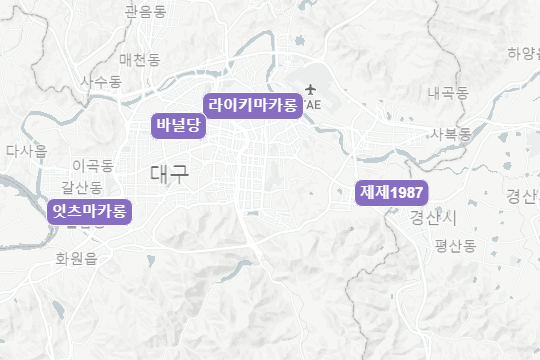 관음동
매천동
하양읍
사수동
라이키마카롱
TAE
내곡동
바닐당
사복동
다사읍
이곡동
대구
갈산동
제제1987
경산
잇츠마카롱
경산시
평산동
화원읍